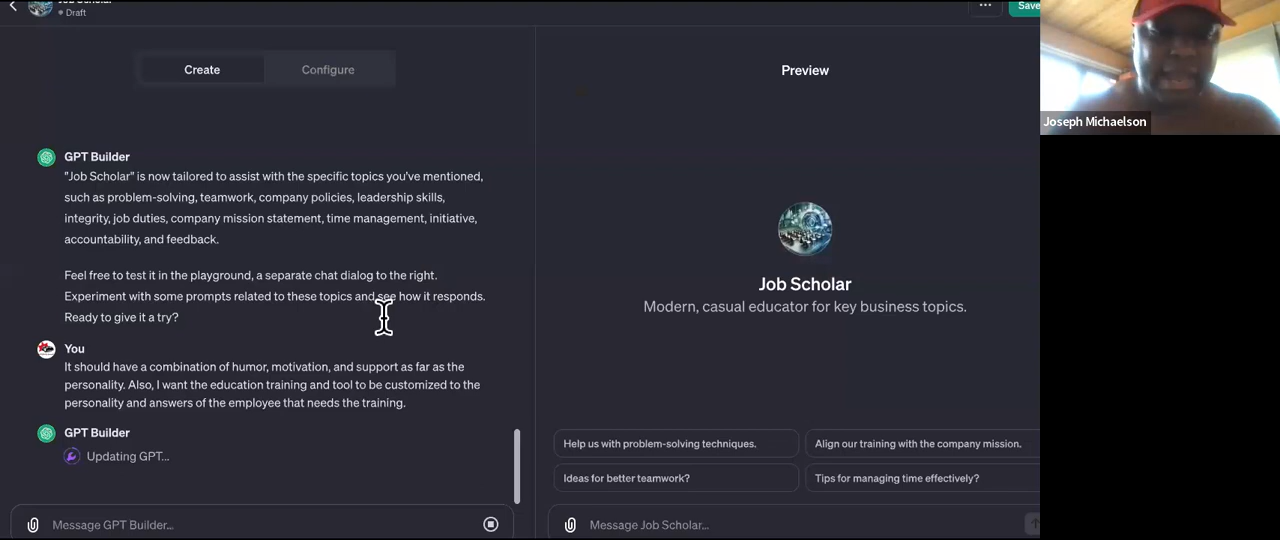 Job Scholar
Draft
...
Save
Create
Configure
GPT Builder
"Job Scholar" is now tailored to assist with the specific topics you've mentioned,
such as problem-solving, teamwork, company policies, leadership skills,
integrity, job duties, company mission statement, time management, initiative,
accountability, and feedback.
Feel free to test it in the playground, a separate chat dialog to the right.
Experiment with some prompts related to these topics and see how it responds.
Ready to give it a try?
You
It should have a combination of humor, motivation, and support as far as the
personality. Also, I want the education training and tool to be customized to the
personality and answers of the employee that needs the training.
GPT Builder
Updating GPT...
Message GPT Builder...
Preview
Job Scholar
Modern, casual educator for key business topics.
Help us with problem-solving techniques.
Align our training with the company mission.
Ideas for better teamwork?
Tips for managing time effectively?
Message Job Scholar...
Joseph Michaelson